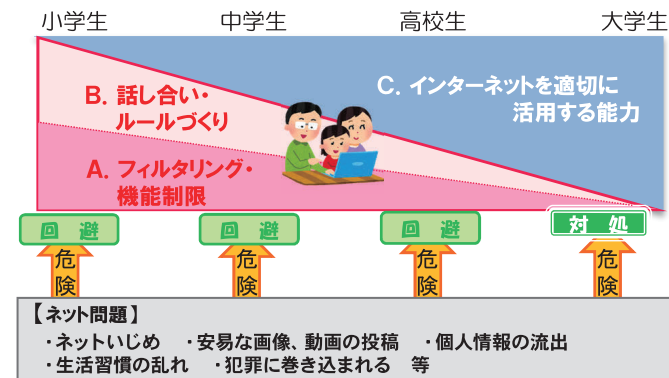 小学生 中学生 高校生 大学生
B. 話し合い・
ルールづくり
C. インターネットを適切に
活用する能力
A. フィルタリング・
機能制限
回避 回避 回避 対処
危険 危険 危険 危険
【ネット問題】
・ネットいじめ ・安易な画像、動画の投稿 ・個人情報の流出
・生活習慣の乱れ ・犯罪に巻き込まれる 等